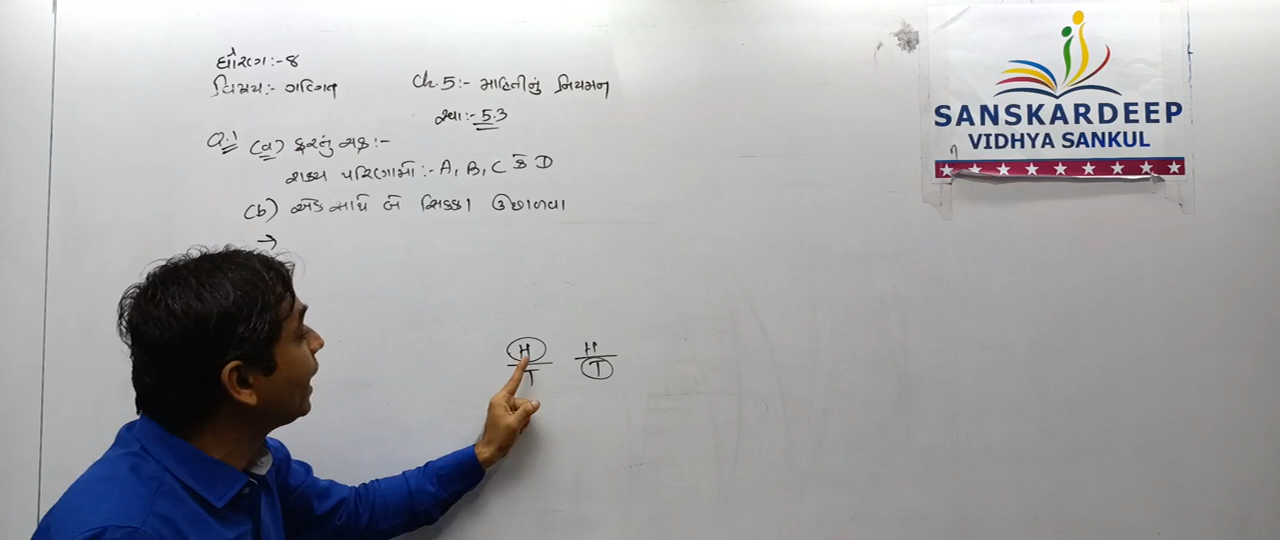 ધોરણ:-8
વિષય:- ગણિત
Ch.5:- માહિતીનું નિયમન
સ્વા:- 5.3
Q.1 (a) ફરતું ચક્ર:-
શક્ય પરિણામો:- A, B, C કે D
(b) એક સાથે બે સિક્કા ઉછાળવા
→
H H
T T
SANSKARDEEP
VIDHYA SANKUL